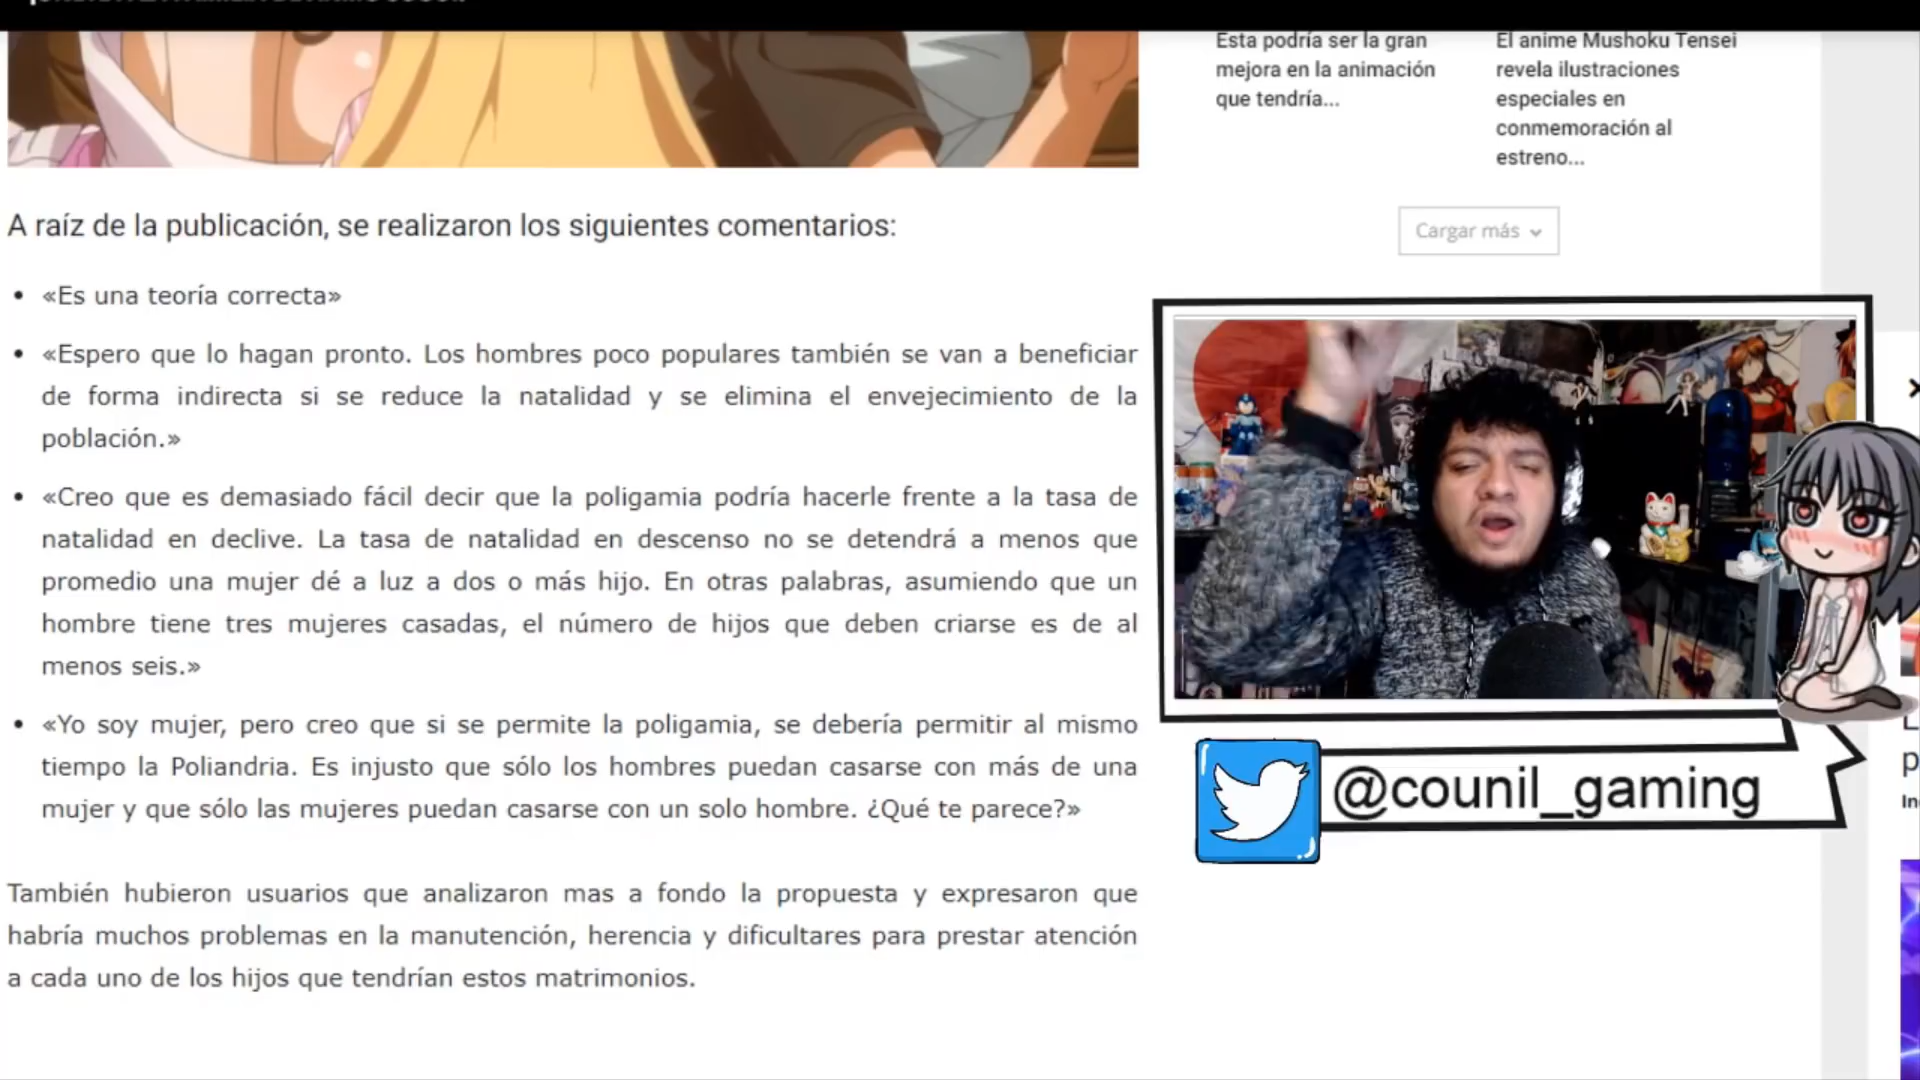 A raíz de la publicación, se realizaron los siguientes comentarios:
• «Es una teoría correcta»
• «Espero que lo hagan pronto. Los hombres poco populares también se van a beneficiar
de forma indirecta si se reduce la natalidad y se elimina el envejecimiento de la
población.»
• «Creo que es demasiado fácil decir que la poligamia podría hacerle frente a la tasa de
natalidad en declive. La tasa de natalidad en descenso no se detendrá a menos que
promedio una mujer dé a luz a dos o más hijo. En otras palabras, asumiendo que un
hombre tiene tres mujeres casadas, el número de hijos que deben criarse es de al
menos seis.»
• «Yo soy mujer, pero creo que si se permite la poligamia, se debería permitir al mismo
tiempo la Poliandria. Es injusto que sólo los hombres puedan casarse con más de una
mujer y que sólo las mujeres puedan casarse con un solo hombre. ¿Qué te parece?»
También hubieron usuarios que analizaron mas a fondo la propuesta y expresaron que
habría muchos problemas en la manutención, herencia y dificultares para prestar atención
a cada uno de los hijos que tendrían estos matrimonios.
Esta podría ser la gran
mejora en la animación
que tendría...
El anime Mushoku Tensei
revela ilustraciones
especiales en
conmemoración al
estreno...
Cargar más
@counil_gaming